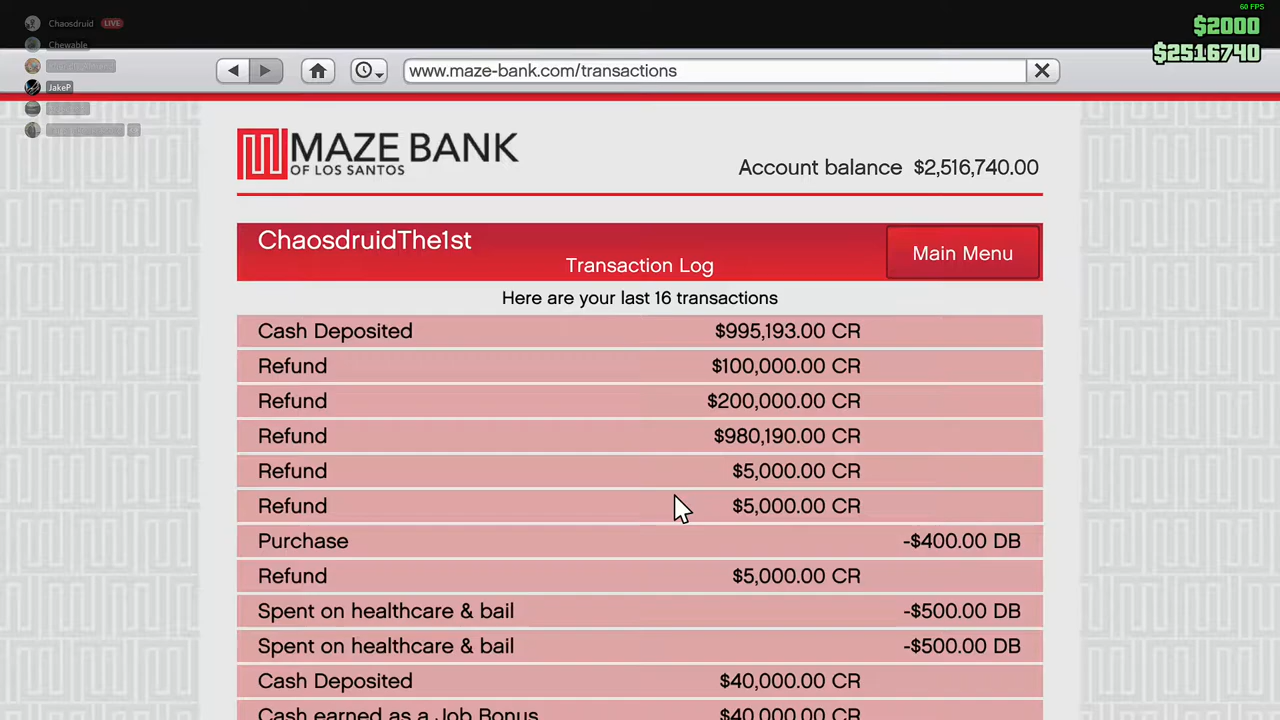 60 FPS
$2000
$2516740
Chaosdruid LIVE
Chewable
JakeP
www.maze-bank.com/transactions
MAZE BANK
OF LOS SANTOS
Account balance $2,516,740.00
ChaosdruidThe1st
Transaction Log
Main Menu
Here are your last 16 transactions
Cash Deposited $995,193.00 CR
Refund $100,000.00 CR
Refund $200,000.00 CR
Refund $980,190.00 CR
Refund $5,000.00 CR
Refund $5,000.00 CR
Purchase -$400.00 DB
Refund $5,000.00 CR
Spent on healthcare & bail -$500.00 DB
Spent on healthcare & bail -$500.00 DB
Cash Deposited $40,000.00 CR
Cash earned as a Job Bonus $40,000.00 CR